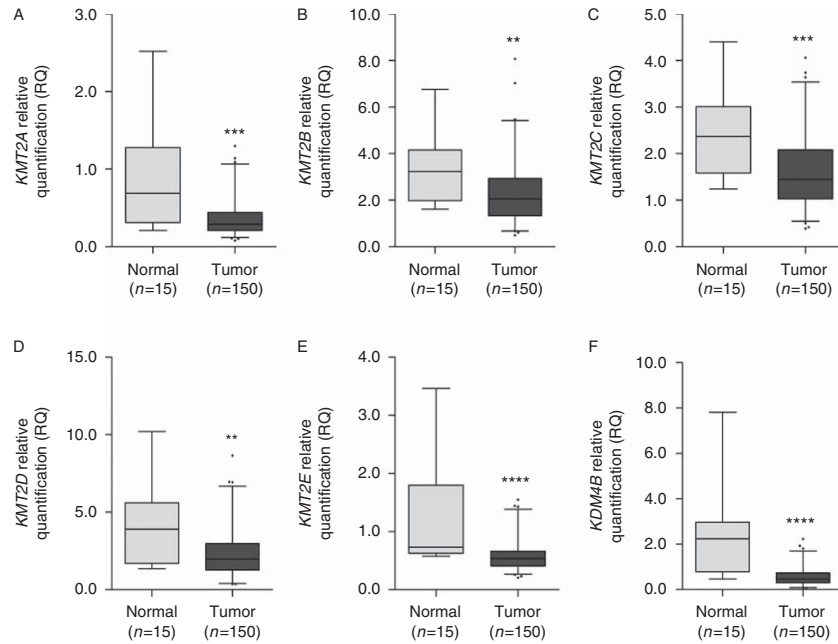 A
KMT2A relative
quantification (RQ)
3.0
2.0
1.0
0.0
***
Normal
(n=15)
Tumor
(n=150)
B
KMT2B relative
quantification (RQ)
10.0
8.0
6.0
4.0
2.0
0.0
**
Normal
(n=15)
Tumor
(n=150)
C
KMT2C relative
quantification (RQ)
5.0
4.0
3.0
2.0
1.0
0.0
***
Normal
(n=15)
Tumor
(n=150)
D
KMT2D relative
quantification (RQ)
15.0
10.0
5.0
0.0
**
Normal
(n=15)
Tumor
(n=150)
E
KMT2E relative
quantification (RQ)
4.0
3.0
2.0
1.0
0.0
****
Normal
(n=15)
Tumor
(n=150)
F
KDM4B relative
quantification (RQ)
10.0
8.0
6.0
4.0
2.0
0.0
****
Normal
(n=15)
Tumor
(n=150)